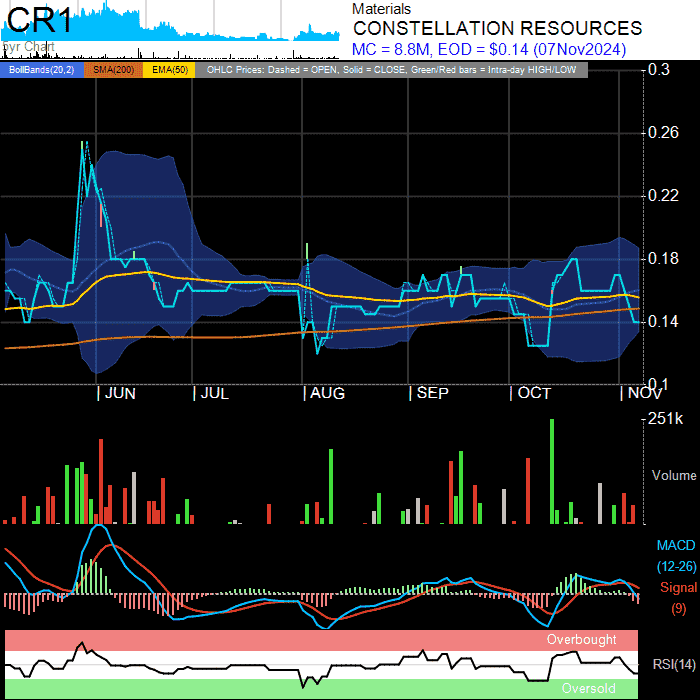 CR1
5yr Chart
Materials
CONSTELLATION RESOURCES
MC = 8.8M, EOD = $0.14 (07Nov2024)
BollBands(20,2) SMA(200) EMA(50) OHLC Prices: Dashed = OPEN, Solid = CLOSE, Green/Red bars = Intra-day HIGH/LOW
0.3
0.26
0.22
0.18
0.14
0.1
JUN JUL AUG SEP OCT NOV
251k
Volume
MACD
(12-26)
Signal
(9)
Overbought
RSI(14)
Oversold